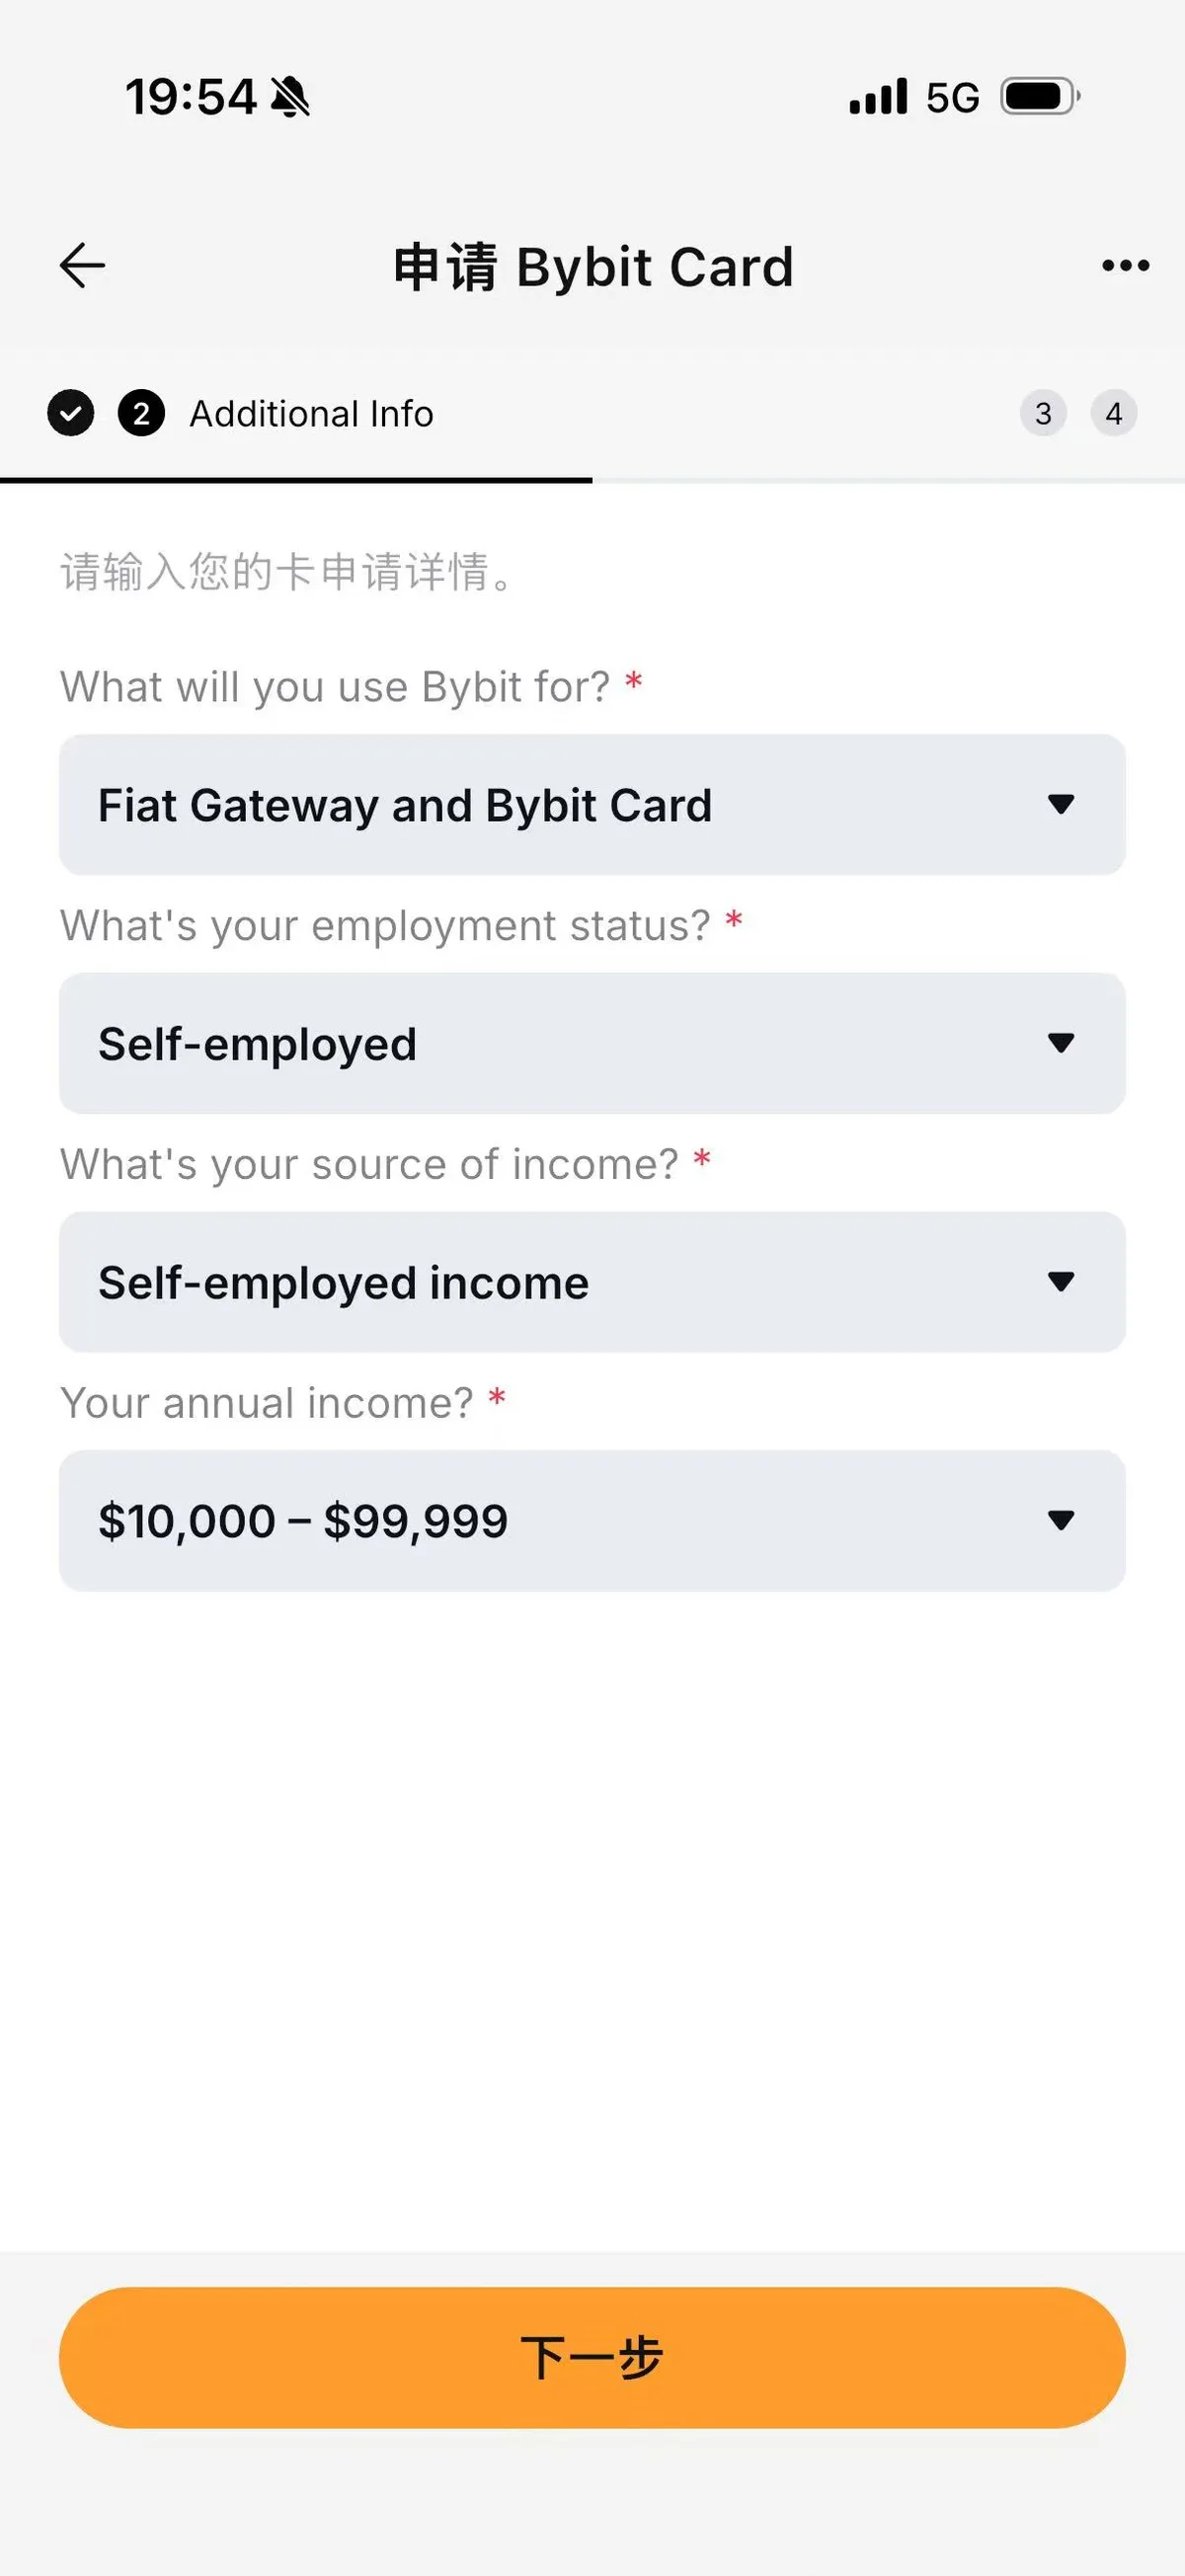 19:54
5G
申请 Bybit Card
2 Additional Info 3 4
请输入您的卡申请详情。
What will you use Bybit for? *
Fiat Gateway and Bybit Card
What's your employment status? *
Self-employed
What's your source of income? *
Self-employed income
Your annual income? *
$10,000 – $99,999
下一步